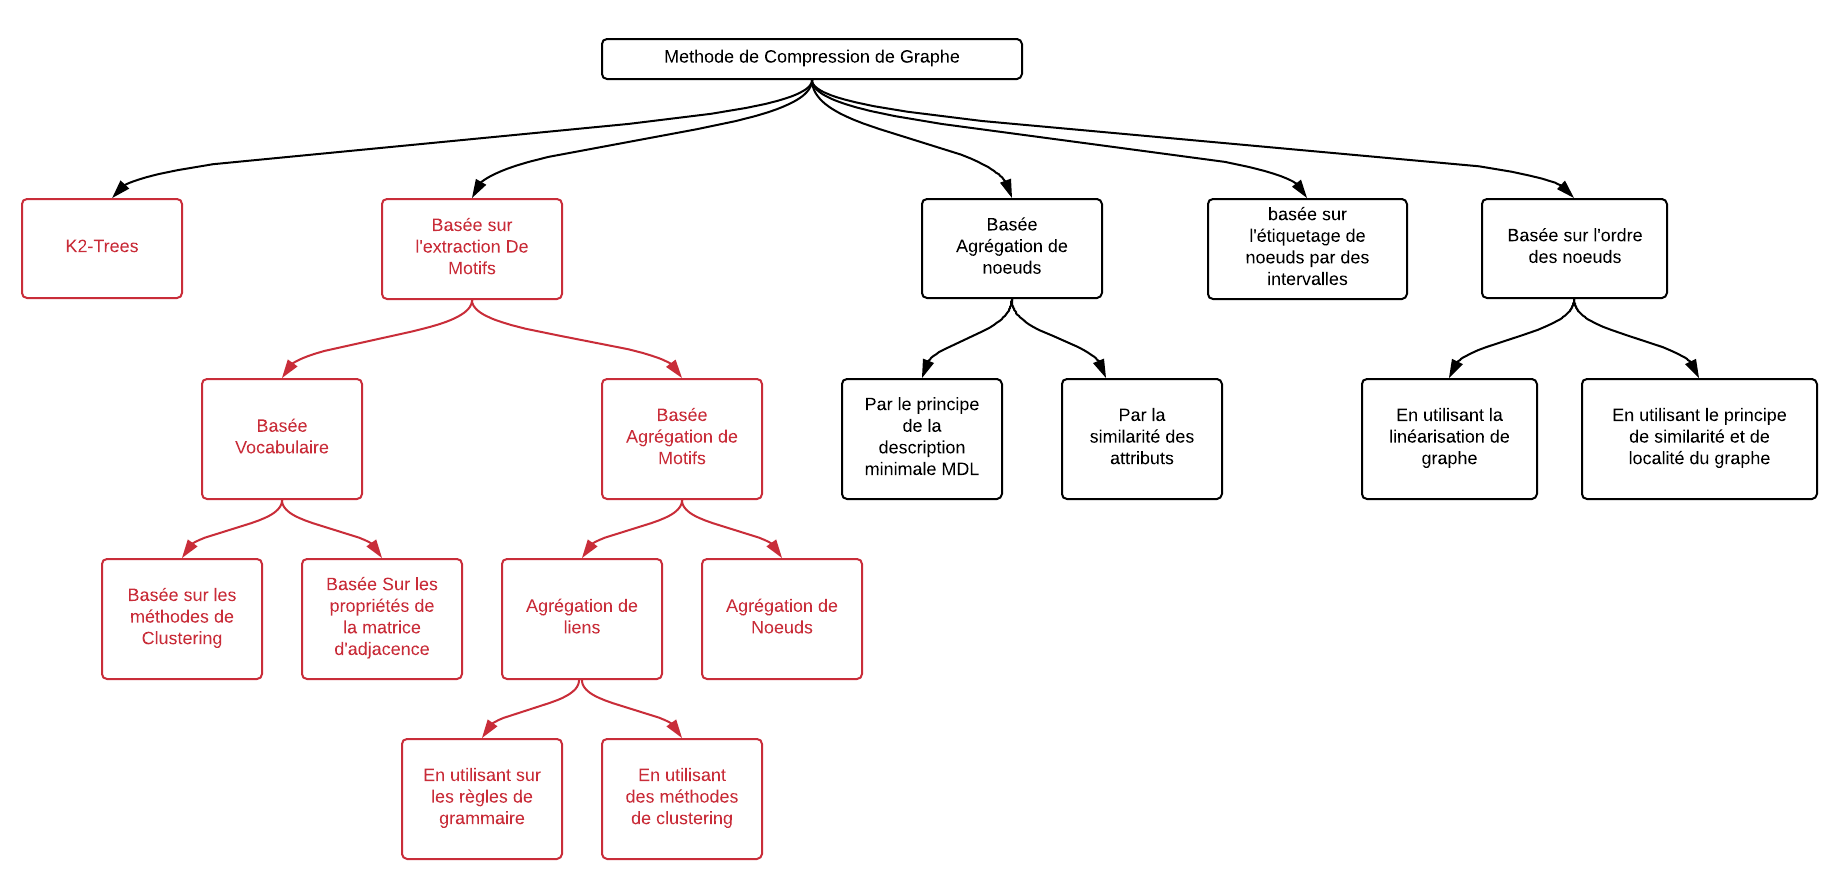 Methode de Compression de Graphe
K2-Trees
Basée sur
l'extraction De
Motifs
Basée
Agrégation de
noeuds
basée sur
l'étiquetage de
noeuds par des
intervalles
Basée sur l'ordre
des noeuds
Basée
Vocabulaire
Basée
Agrégation de
Motifs
Par le principe
de la
description
minimale MDL
Par la
similarité des
attributs
En utilisant la
linéarisation de
graphe
En utilisant le principe
de similarité et de
localité du graphe
Basée sur les
méthodes de
Clustering
Basée Sur les
propriétés de
la matrice
d'adjacence
Agrégation de
liens
Agrégation de
Noeuds
En utilisant sur
les règles de
grammaire
En utilisant
des méthodes
de clustering